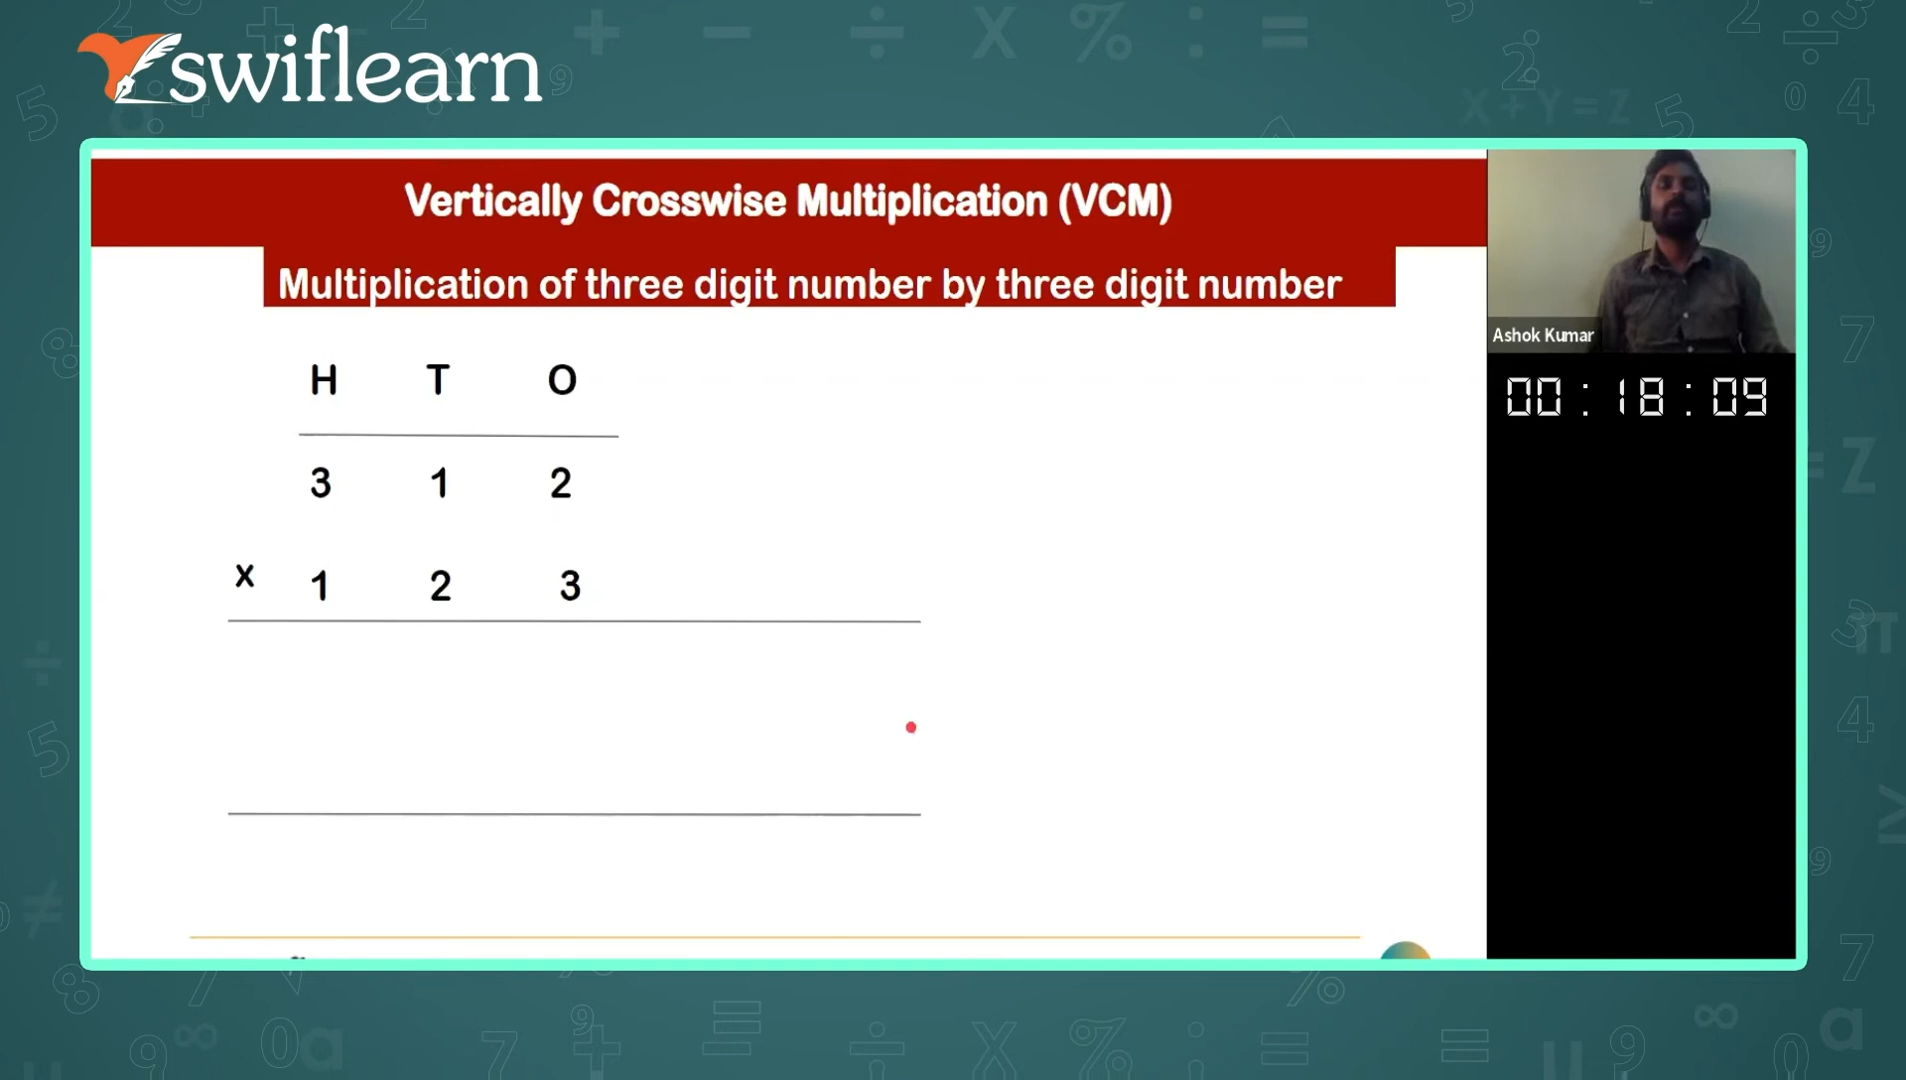 swiflearn
Vertically Crosswise Multiplication (VCM)
Multiplication of three digit number by three digit number
H T O
3 1 2
x 1 2 3
Ashok Kumar
00 : 18 : 09
X + Y = Z